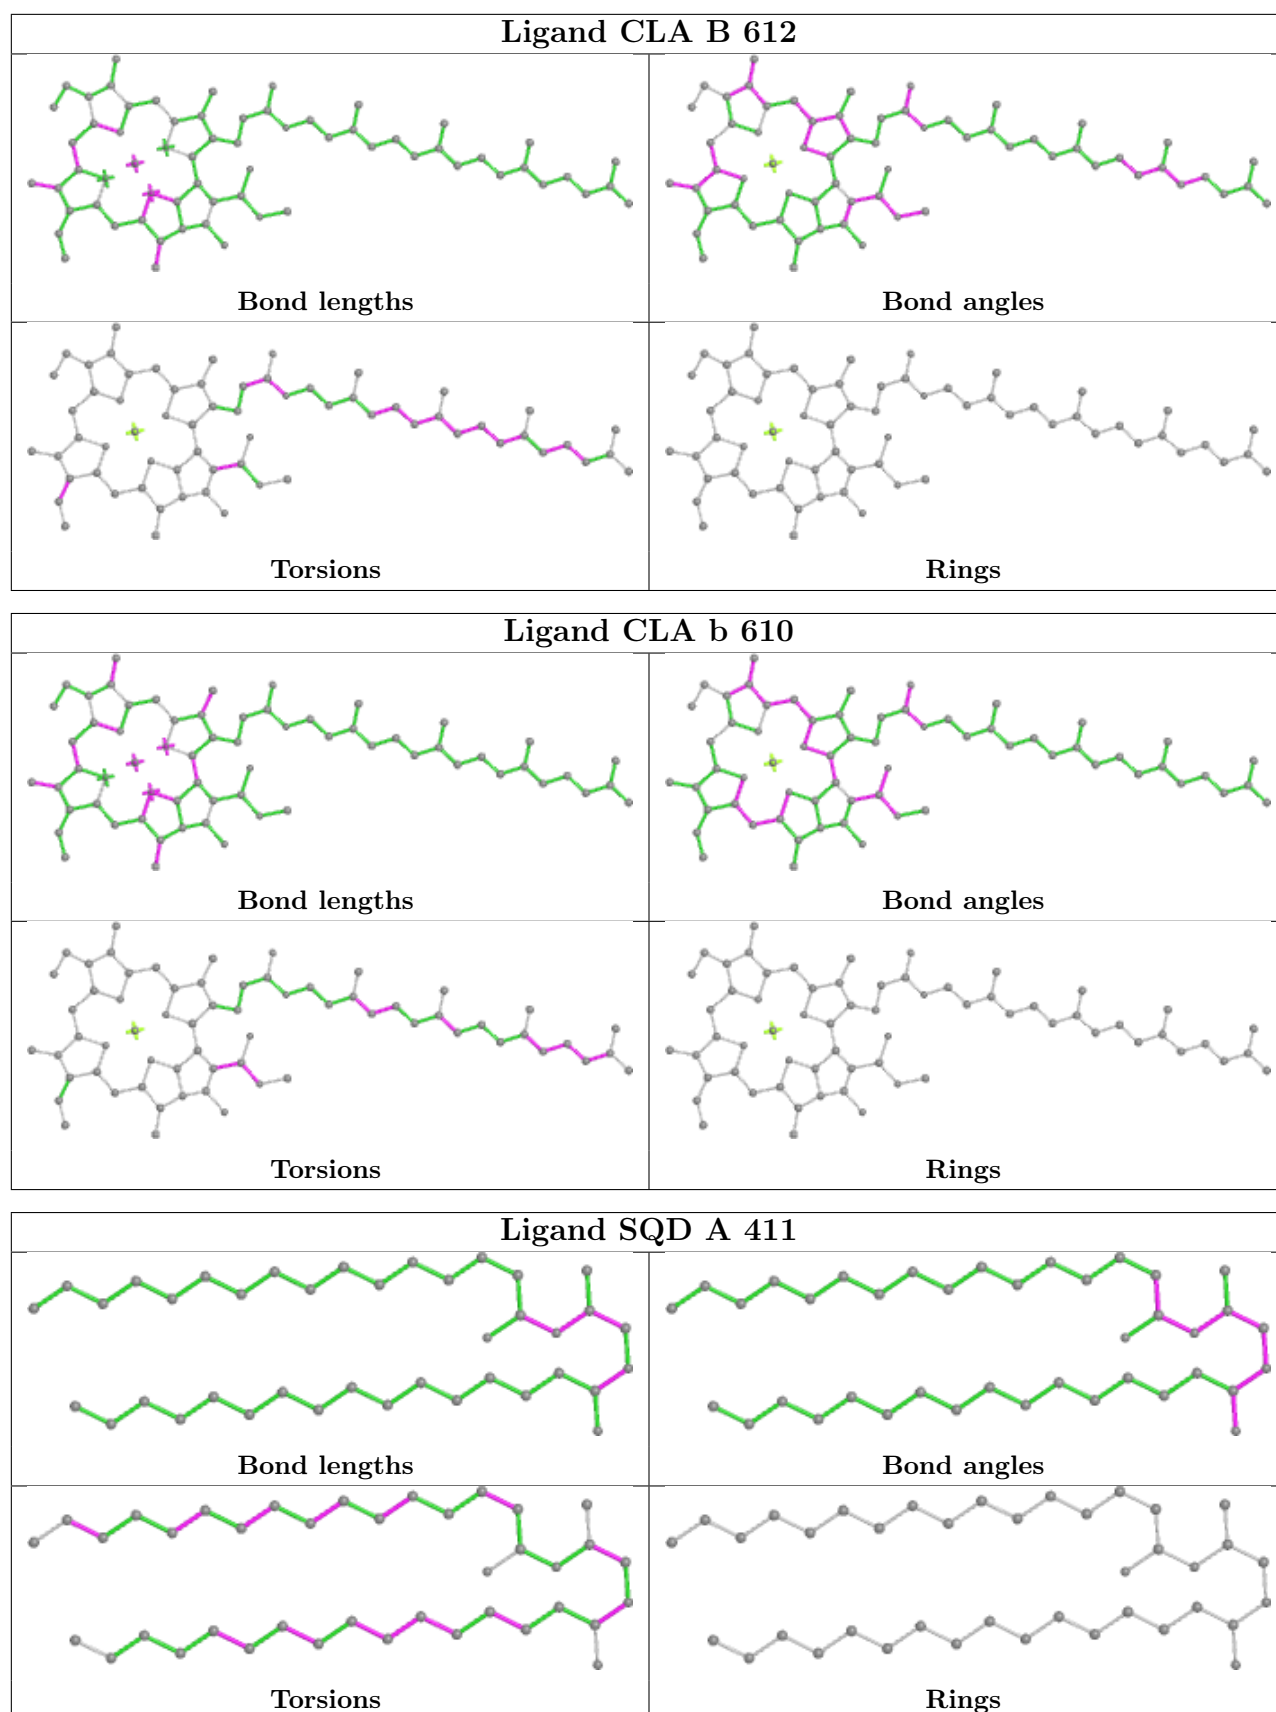 Ligand CLA B 612
Bond lengths
Bond angles
Torsions
Rings
Ligand CLA b 610
Bond lengths
Bond angles
Torsions
Rings
Ligand SQD A 411
Bond lengths
Bond angles
Torsions
Rings